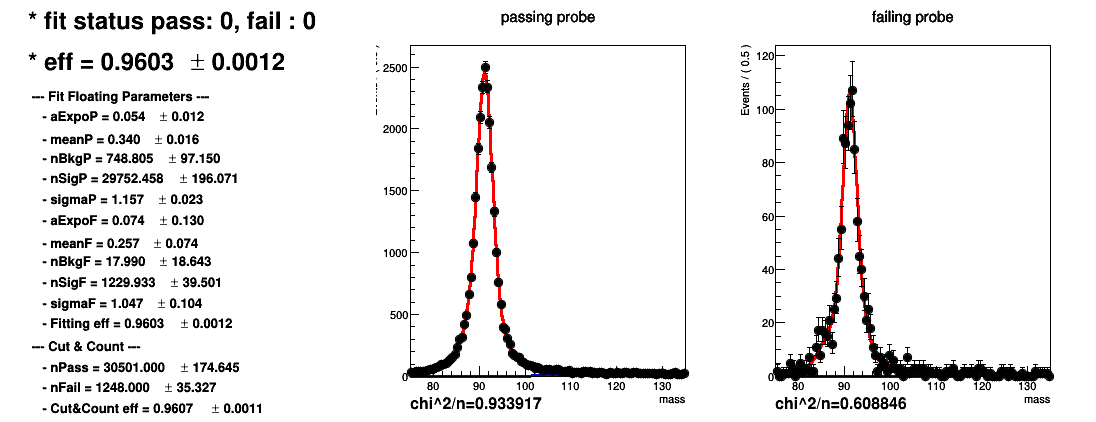 * fit status pass: 0, fail : 0
* eff = 0.9603 ± 0.0012
--- Fit Floating Parameters ---
- aExpoP = 0.054 ± 0.012
- meanP = 0.340 ± 0.016
- nBkgP = 748.805 ± 97.150
- nSigP = 29752.458 ± 196.071
- sigmaP = 1.157 ± 0.023
- aExpoF = 0.074 ± 0.130
- meanF = 0.257 ± 0.074
- nBkgF = 17.990 ± 18.643
- nSigF = 1229.933 ± 39.501
- sigmaF = 1.047 ± 0.104
- Fitting eff = 0.9603 ± 0.0012
--- Cut & Count ---
- nPass = 30501.000 ± 174.645
- nFail = 1248.000 ± 35.327
- Cut&Count eff = 0.9607 ± 0.0011
passing probe
2500
2000
1500
1000
500
0
80 90 100 110 120 130
mass
chi^2/n=0.933917
failing probe
Events / ( 0.5 )
120
100
80
60
40
20
0
80 90 100 110 120 130
mass
chi^2/n=0.608846